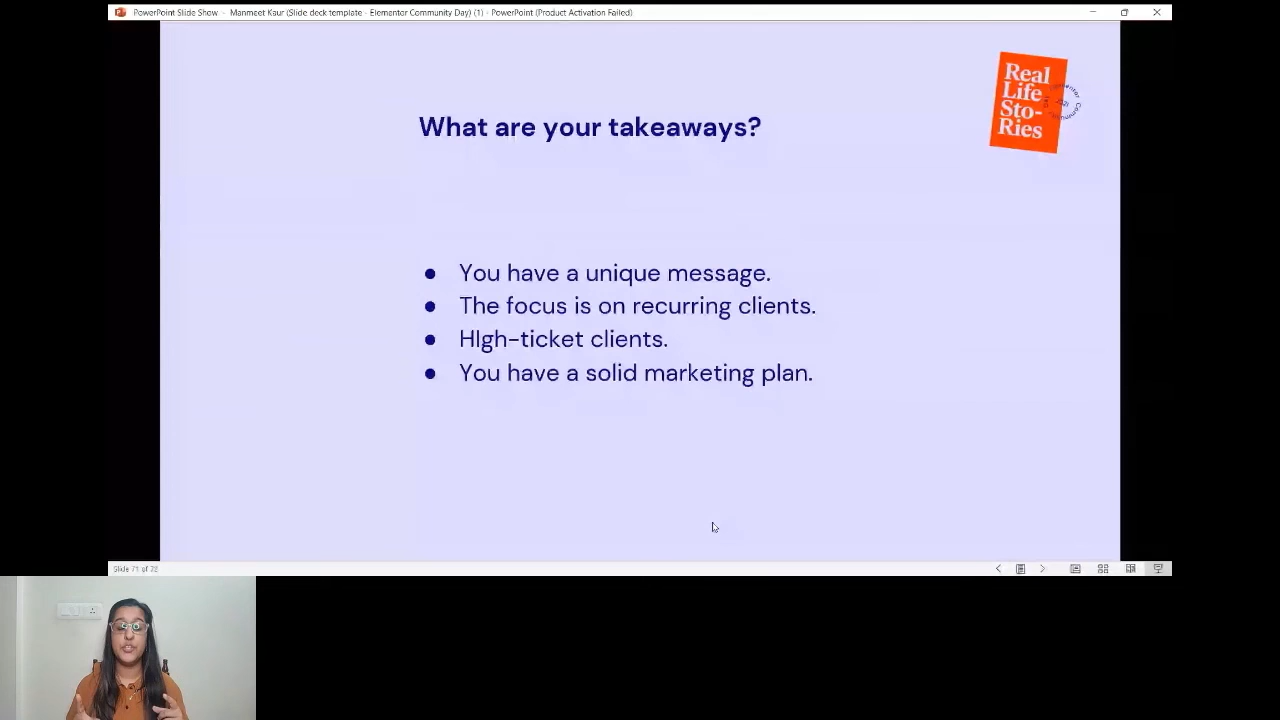 PowerPoint Slide Show - Manmeet Kaur (Slide deck template - Elementor Community Day) (1) - PowerPoint (Product Activation Failed)
Real
Life
Sto-
Ries
What are your takeaways?
● You have a unique message.
● The focus is on recurring clients.
● HIgh-ticket clients.
● You have a solid marketing plan.
Slide 71 of 72